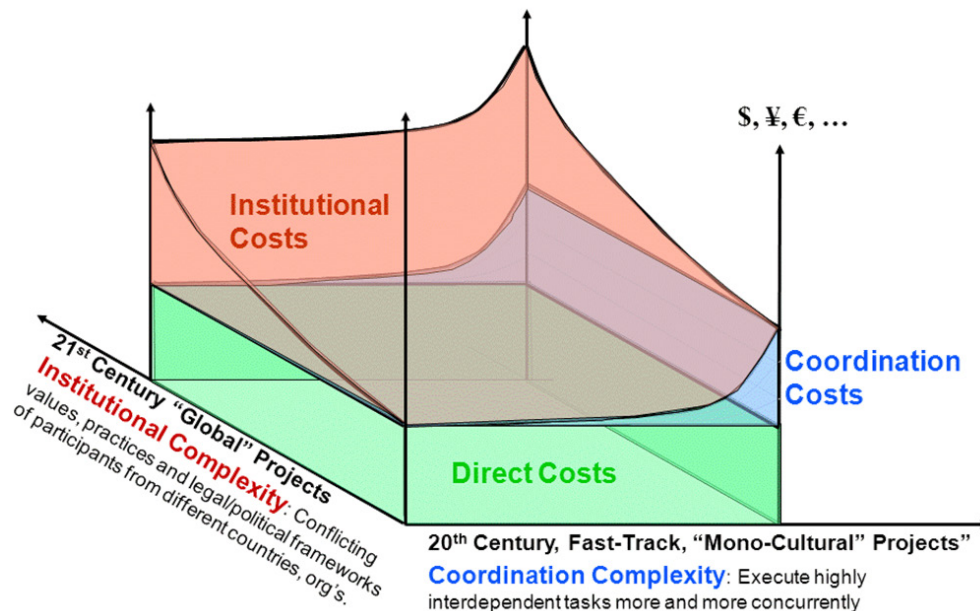 $, ¥, €, ...
Institutional
Costs
Coordination
Costs
Direct Costs
21st Century "Global" Projects
Institutional Complexity: Conflicting
values, practices and legal/political frameworks
of participants from different countries, org's.
20th Century, Fast-Track, "Mono-Cultural" Projects"
Coordination Complexity: Execute highly
interdependent tasks more and more concurrently